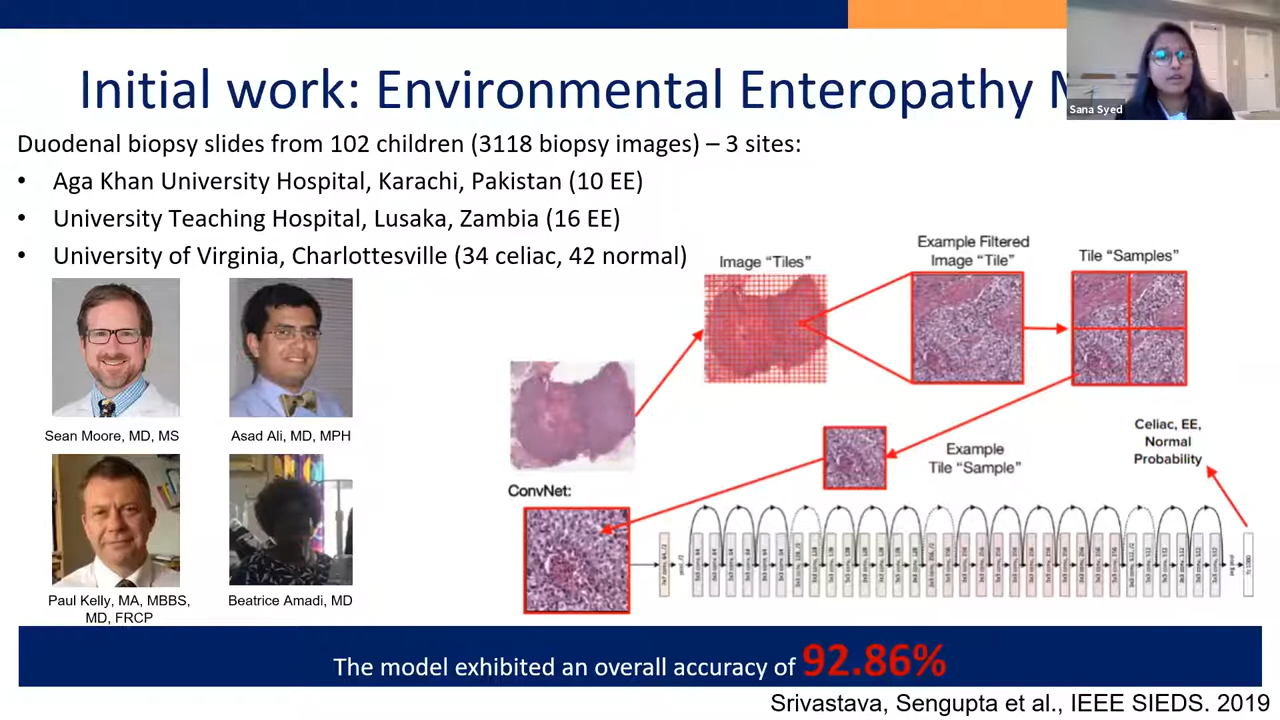 Initial work: Environmental Enteropathy
Sana Syed
Duodenal biopsy slides from 102 children (3118 biopsy images) – 3 sites:
• Aga Khan University Hospital, Karachi, Pakistan (10 EE)
• University Teaching Hospital, Lusaka, Zambia (16 EE)
• University of Virginia, Charlottesville (34 celiac, 42 normal)
Image “Tiles”
Example Filtered
Image “Tile”
Tile “Samples”
Sean Moore, MD, MS
Asad Ali, MD, MPH
Paul Kelly, MA, MBBS,
MD, FRCP
Beatrice Amadi, MD
Example
Tile “Sample”
Celiac, EE,
Normal
Probability
ConvNet:
The model exhibited an overall accuracy of 92.86%
Srivastava, Sengupta et al., IEEE SIEDS. 2019